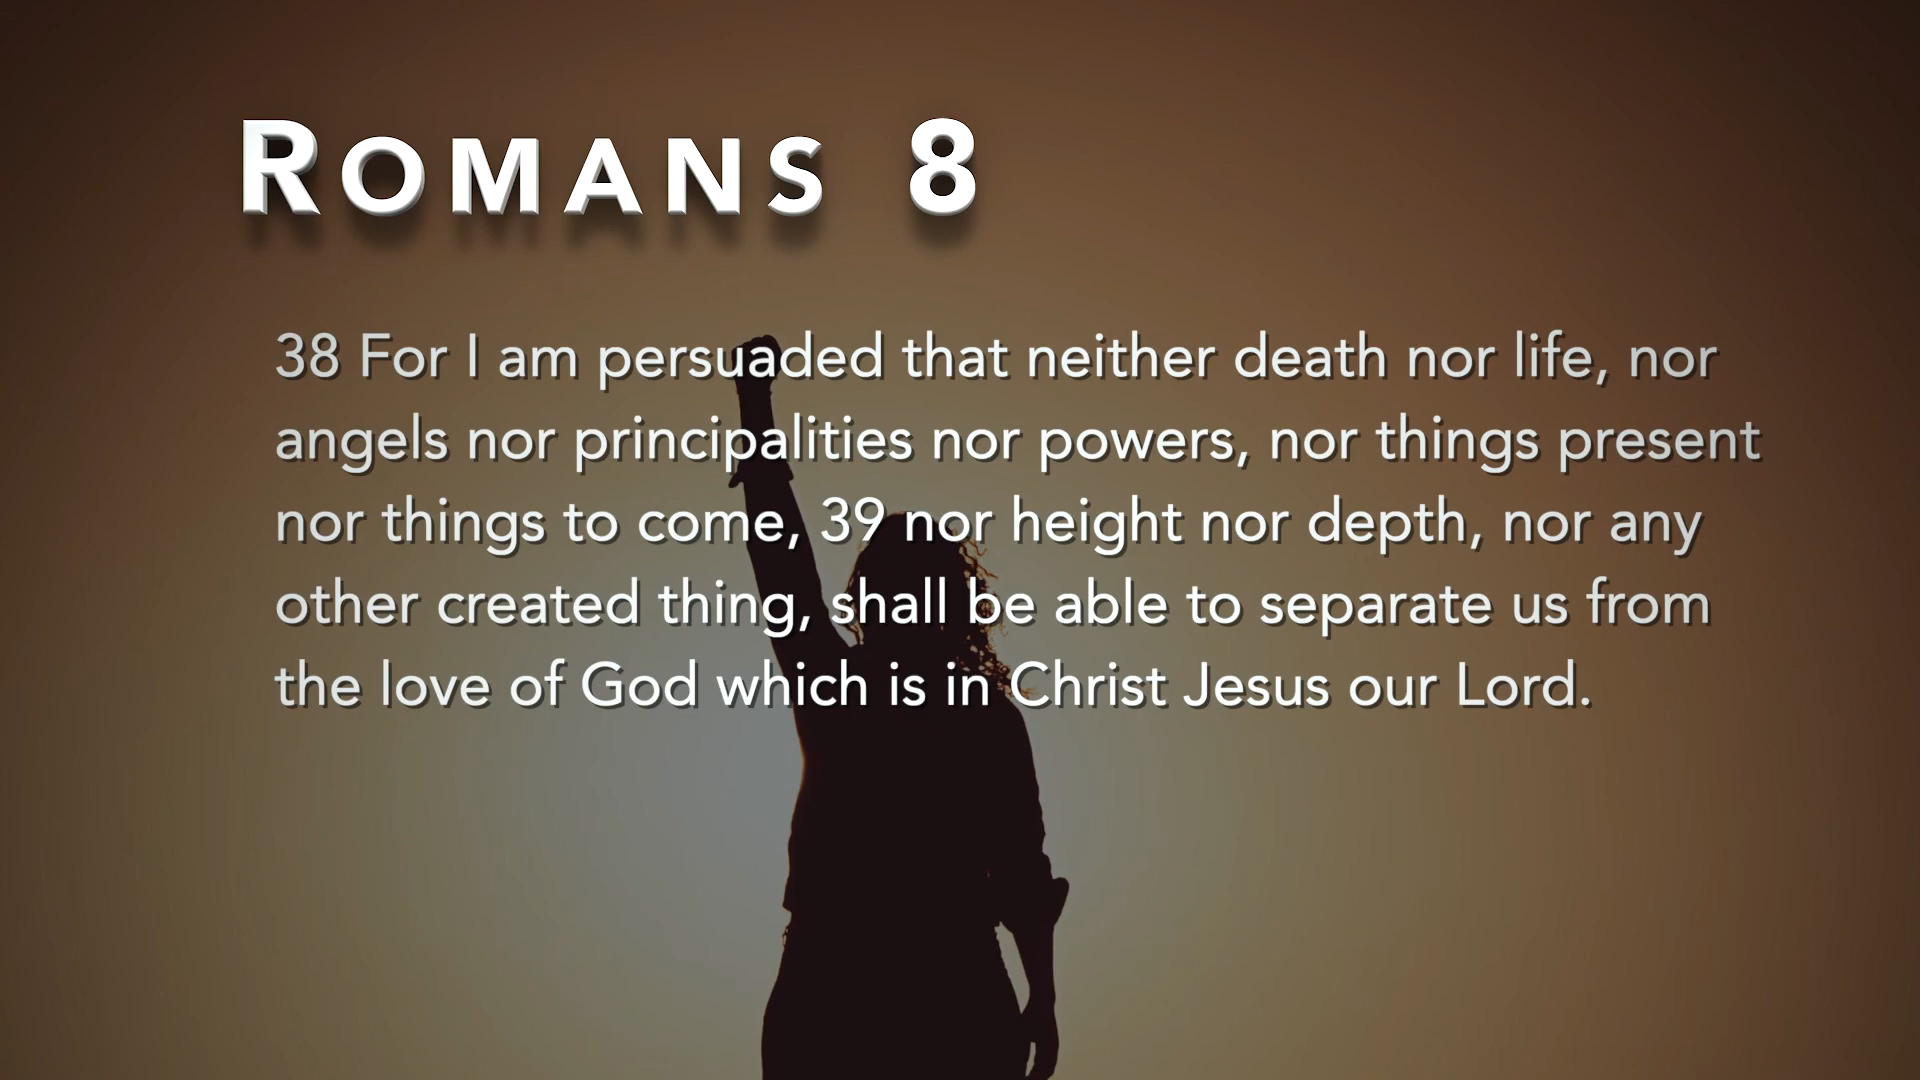 Romans 8
38 For I am persuaded that neither death nor life, nor
angels nor principalities nor powers, nor things present
nor things to come, 39 nor height nor depth, nor any
other created thing, shall be able to separate us from
the love of God which is in Christ Jesus our Lord.